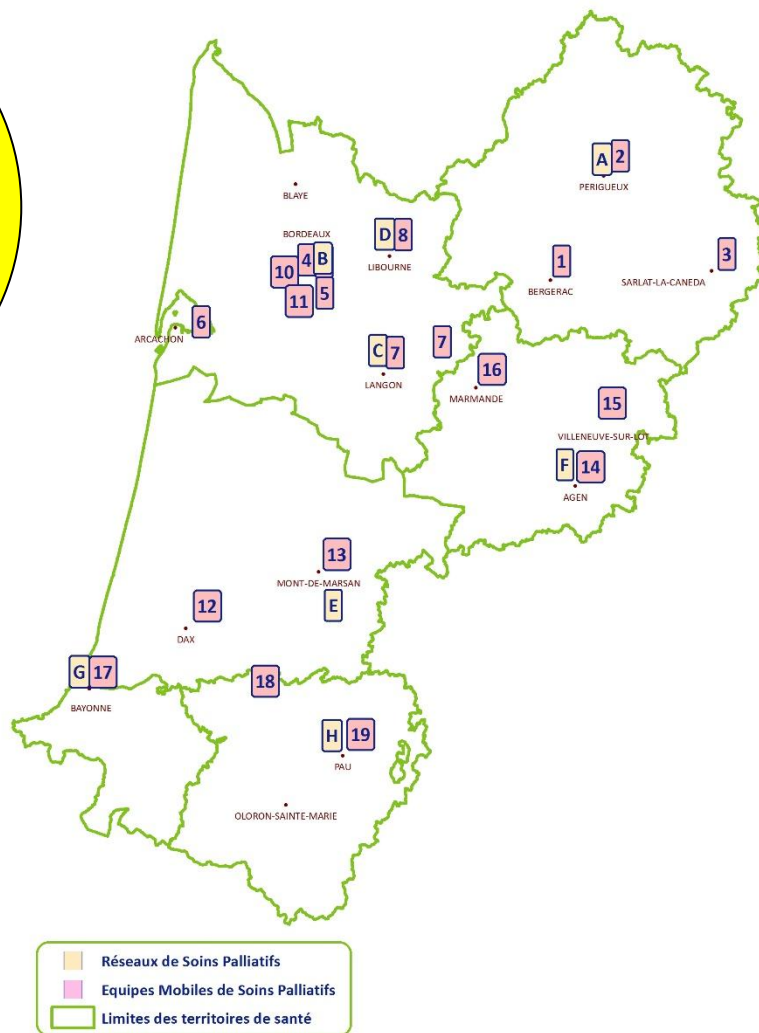 A 2
PERIGUEUX
BLAYE
BORDEAUX
D 8
4 B
LIBOURNE
10
5
11
1
BERGERAC
3
SARLAT-LA-CANEDA
6
ARCACHON
C 7
LANGON
7
16
MARMANDE
15
VILLENEUVE-SUR-LOT
F 14
AGEN
13
MONT-DE-MARSAN
12
E
DAX
G 17
BAYONNE
18
H 19
PAU
OLORON-SAINTE-MARIE
Réseaux de Soins Palliatifs
Equipes Mobiles de Soins Palliatifs
Limites des territoires de santé